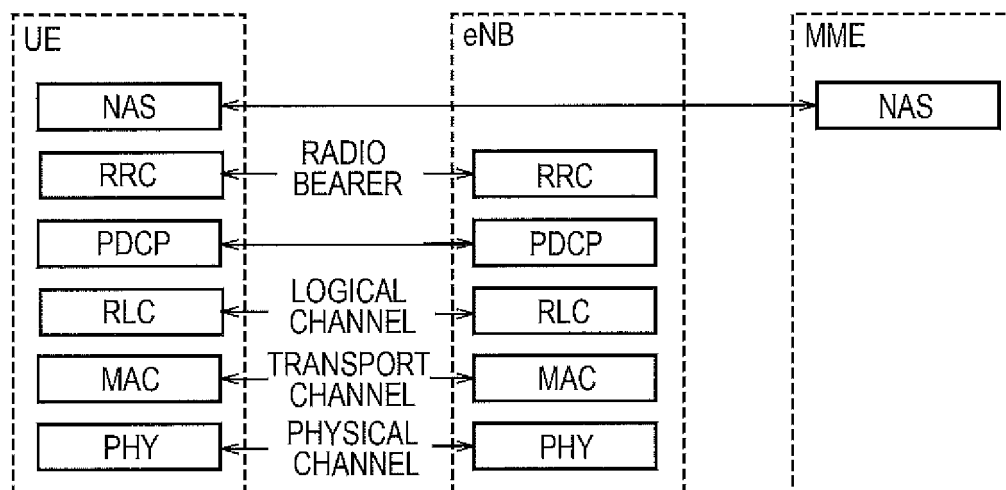 UE
eNB
MME
NAS
NAS
RRC
RADIO
BEARER
RRC
PDCP
PDCP
RLC
LOGICAL
CHANNEL
RLC
MAC
TRANSPORT
CHANNEL
MAC
PHY
PHYSICAL
CHANNEL
PHY